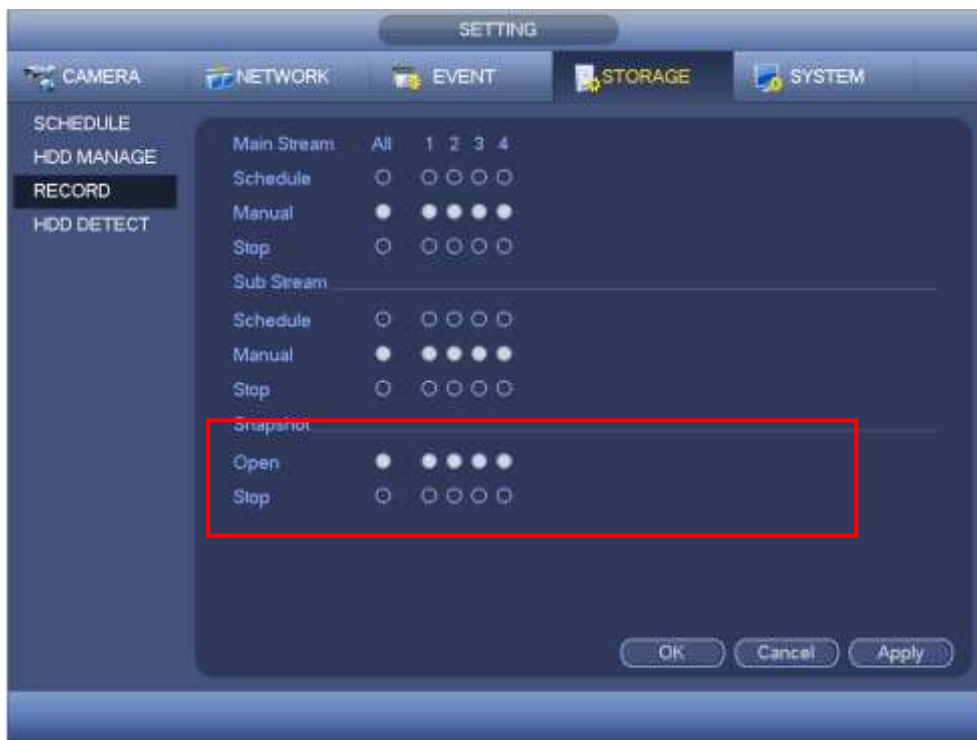 SETTING
CAMERA NETWORK EVENT STORAGE SYSTEM
SCHEDULE
HDD MANAGE
RECORD
HDD DETECT
Main Stream All 1 2 3 4
Schedule
Manual
Stop
Sub Stream
Schedule
Manual
Stop
Snapshot
Open
Stop
OK Cancel Apply